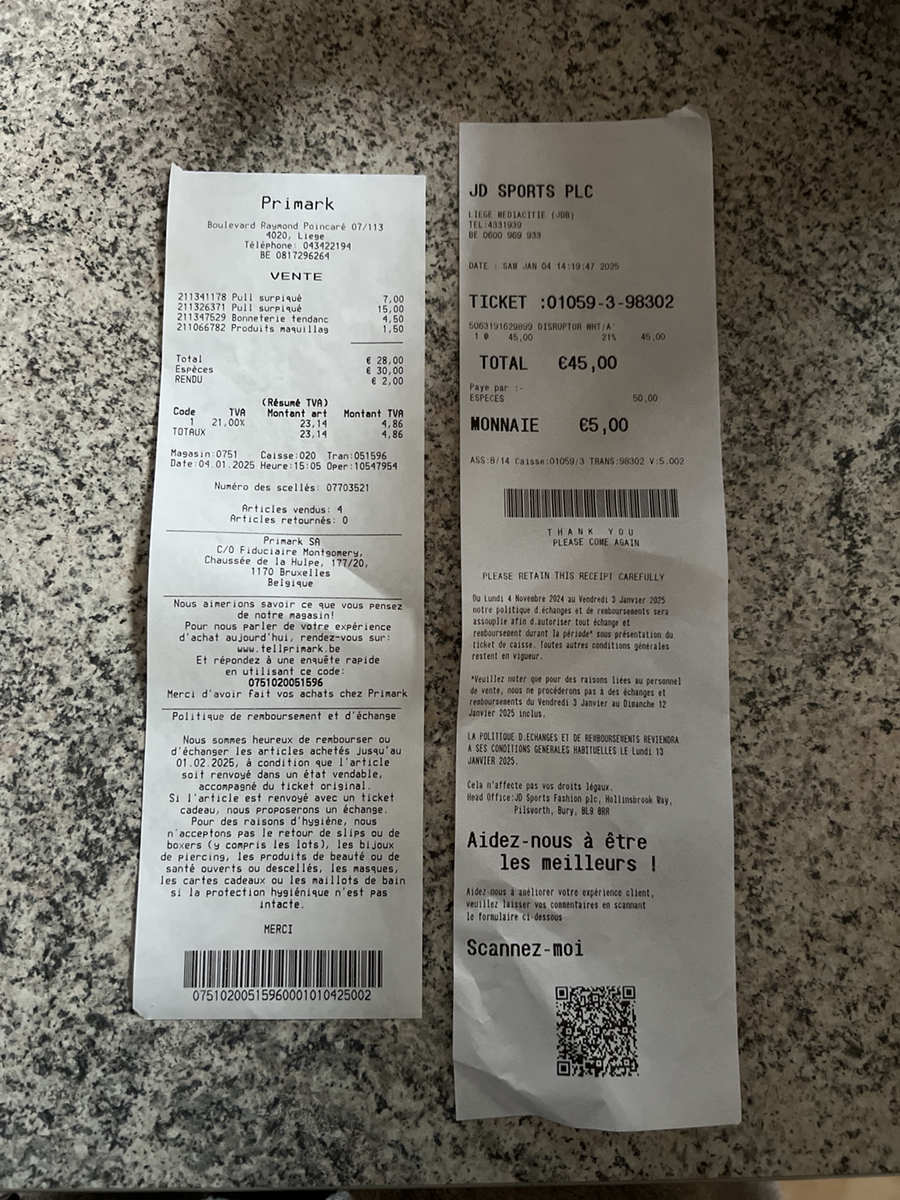 Primark
Boulevard Raymond Poincaré 07/113
4020, Liege
Téléphone: 043422194
BE 0817296264
VENTE
211341178 Pull surpiqué 7,00
211326371 Pull surpiqué 15,00
211347529 Bonneterie tendanc 4,50
211066782 Produits maquillag 1,50
Total € 28,00
Espèces € 30,00
RENDU € 2,00
(Résumé TVA)
Code TVA Montant art Montant TVA
1 21,00% 23,14 4,86
TOTAUX 23,14 4,86
Magasin:0751 Caisse:020 Tran:051596
Date:04.01.2025 Heure:15:05 Oper:10547954
Numéro des scellés: 07703521
Articles vendus: 4
Articles retournés: 0
Primark SA
C/O Fiduciaire Montgomery,
Chaussée de la Hulpe, 177/20,
1170 Bruxelles
Belgique
Nous aimerions savoir ce que vous pensez
de notre magasin!
Pour nous parler de votre expérience
d'achat aujourd'hui, rendez-vous sur:
www.tellprimark.be
Et répondez à une enquête rapide
en utilisant ce code:
0751020051596
Merci d'avoir fait vos achats chez Primark
Politique de remboursement et d'échange
Nous sommes heureux de rembourser ou
d'échanger les articles achetés jusqu'au
01.02.2025, à condition que l'article
soit renvoyé dans un état vendable,
accompagné du ticket original.
Si l'article est renvoyé avec un ticket
cadeau, nous proposerons un échange.
Pour des raisons d'hygiène, nous
n'acceptons pas le retour de slips ou de
boxers (y compris les lots), les bijoux
de piercing, les produits de beauté ou de
santé ouverts ou descellés, les masques,
les cartes cadeaux ou les maillots de bain
si la protection hygiénique n'est pas
intacte.
MERCI
07510200515960001010425002
JD SPORTS PLC
LIEGE MEDIACITIE (JDB)
TEL:4331939
BE 0600 969 933
DATE : SAM JAN 04 14:19:47 2025
TICKET :01059-3-98302
5063191629899 DISRUPTOR WHT/A
1 @ 45,00 21% 45,00
TOTAL €45,00
Paye par :-
ESPECES 50,00
MONNAIE €5,00
ASS:B/14 Caisse:01059/3 TRANS:98302 V:5.002
THANK YOU
PLEASE COME AGAIN
PLEASE RETAIN THIS RECEIPT CAREFULLY
Du Lundi 4 Novembre 2024 au Vendredi 3 Janvier 2025
notre politique d.échanges et de remboursements sera
assouplie afin d.autoriser tout échange et
remboursement durant la période* sous présentation du
ticket de caisse. Toutes autres conditions générales
restent en vigueur.
*Veuillez noter que pour des raisons liées au personnel
de vente, nous ne procéderons pas à des échanges et
remboursements du Vendredi 3 Janvier au Dimanche 12
Janvier 2025 inclus.
LA POLITIQUE D.ECHANGES ET DE REMBOURSEMENTS REVIENDRA
A SES CONDITIONS GENERALES HABITUELLES LE Lundi 13
JANVIER 2025.
Cela n'affecte pas vos droits légaux.
Head Office:JD Sports Fashion plc, Hollinsbrook Way,
Pilsworth, Bury, BL9 8RR
Aidez-nous à être
les meilleurs !
Aidez-nous à améliorer votre expérience client,
veuillez laisser vos commentaires en scannant
le formulaire ci-dessous
Scannez-moi